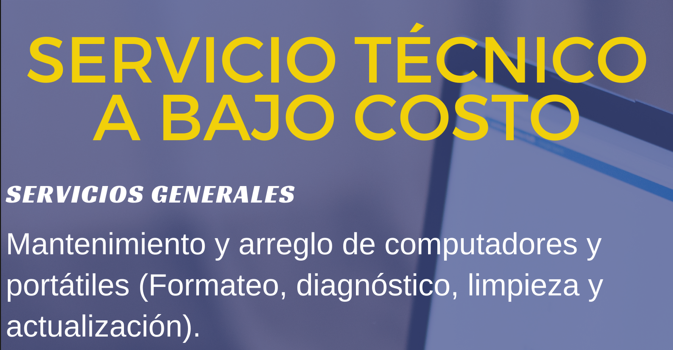 SERVICIO TÉCNICO
A BAJO COSTO
SERVICIOS GENERALES
Mantenimiento y arreglo de computadores y
portátiles (Formateo, diagnóstico, limpieza y
actualización).